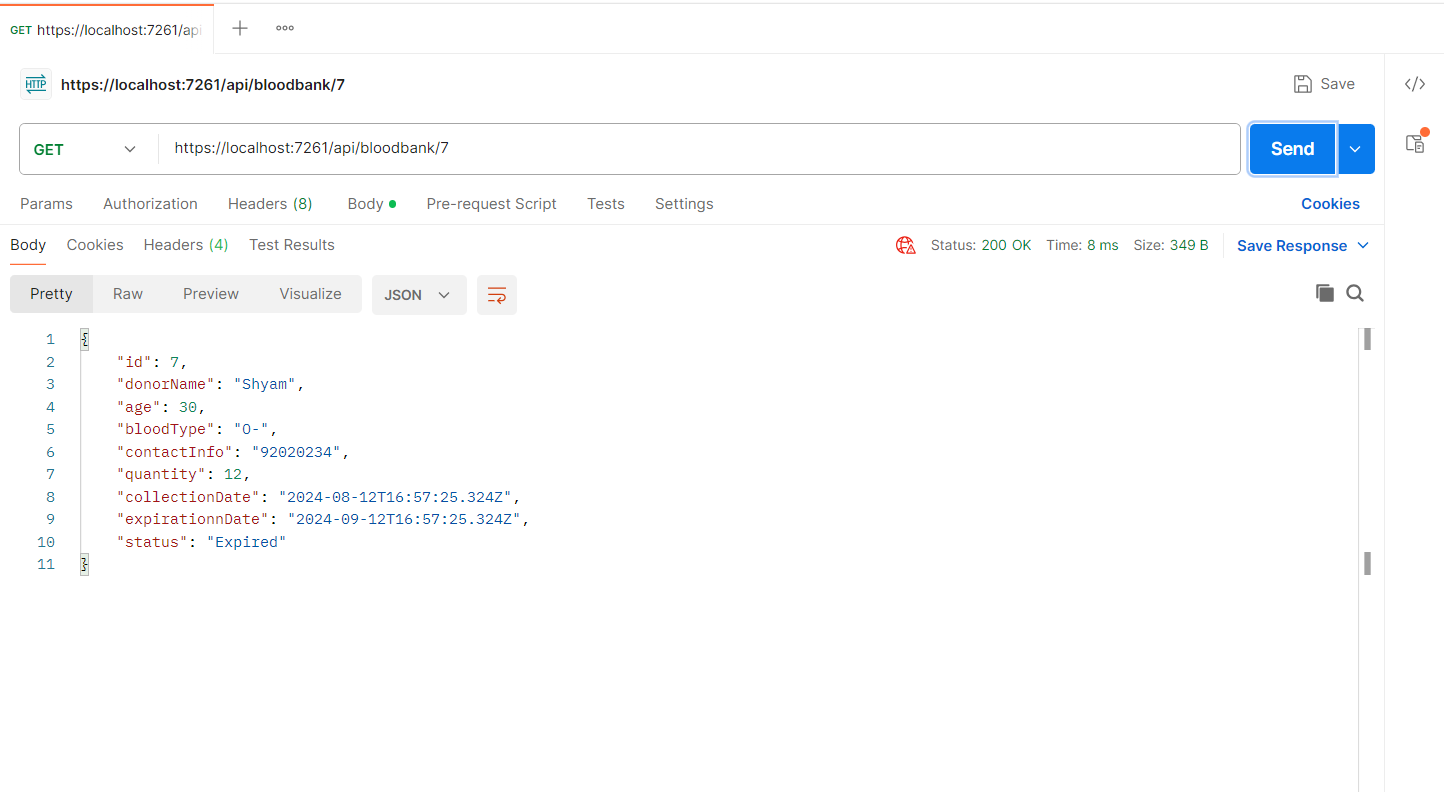 GET https://localhost:7261/api
HTTP https://localhost:7261/api/bloodbank/7 Save
GET https://localhost:7261/api/bloodbank/7 Send
Params Authorization Headers (8) Body Pre-request Script Tests Settings Cookies
Body Cookies Headers (4) Test Results Status: 200 OK Time: 8 ms Size: 349 B Save Response
Pretty Raw Preview Visualize JSON
1 {
2 "id": 7,
3 "donorName": "Shyam",
4 "age": 30,
5 "bloodType": "O-",
6 "contactInfo": "92020234",
7 "quantity": 12,
8 "collectionDate": "2024-08-12T16:57:25.324Z",
9 "expirationnDate": "2024-09-12T16:57:25.324Z",
10 "status": "Expired"
11 }